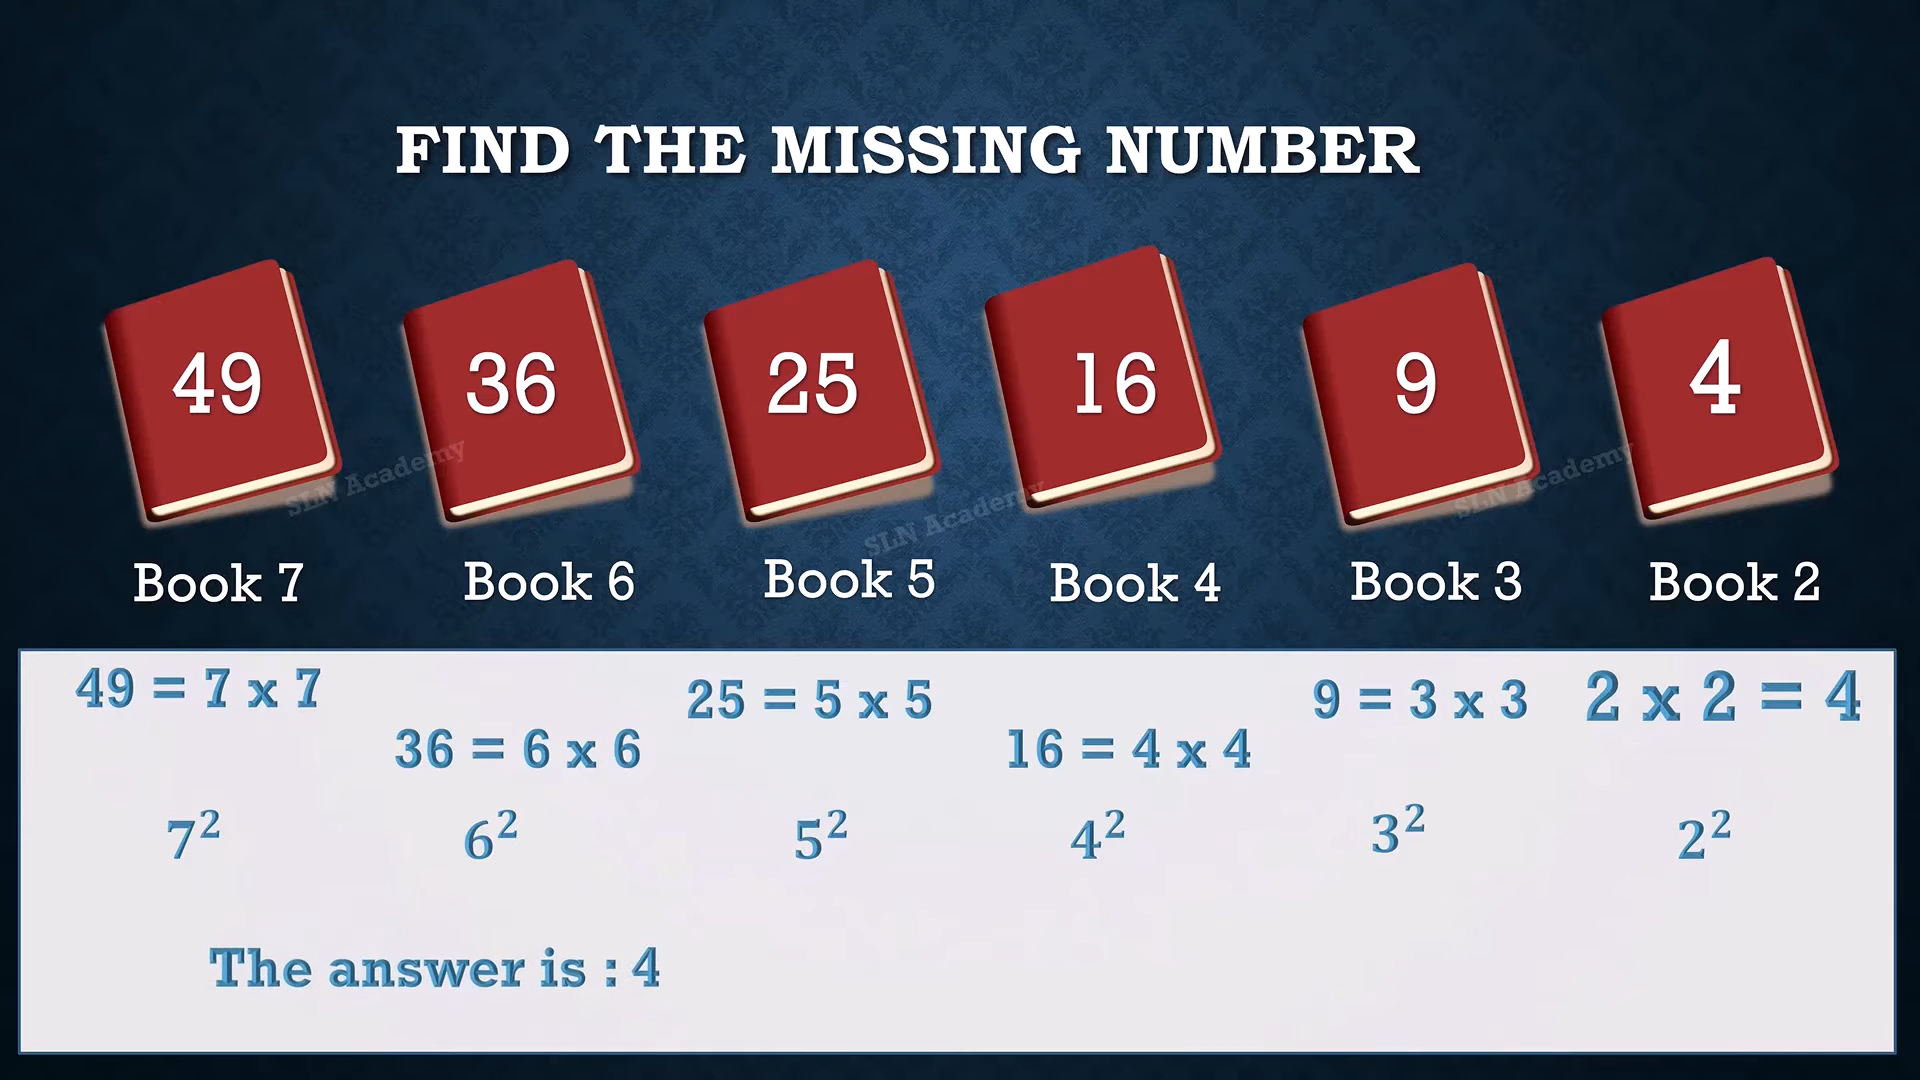 FIND THE MISSING NUMBER
49 36 25 16 9 4
SLN Academy SLN Academy SLN Academy
Book 7 Book 6 Book 5 Book 4 Book 3 Book 2
49 = 7 x 7 36 = 6 x 6 25 = 5 x 5 16 = 4 x 4 9 = 3 x 3 2 x 2 = 4
7² 6² 5² 4² 3² 2²
The answer is : 4